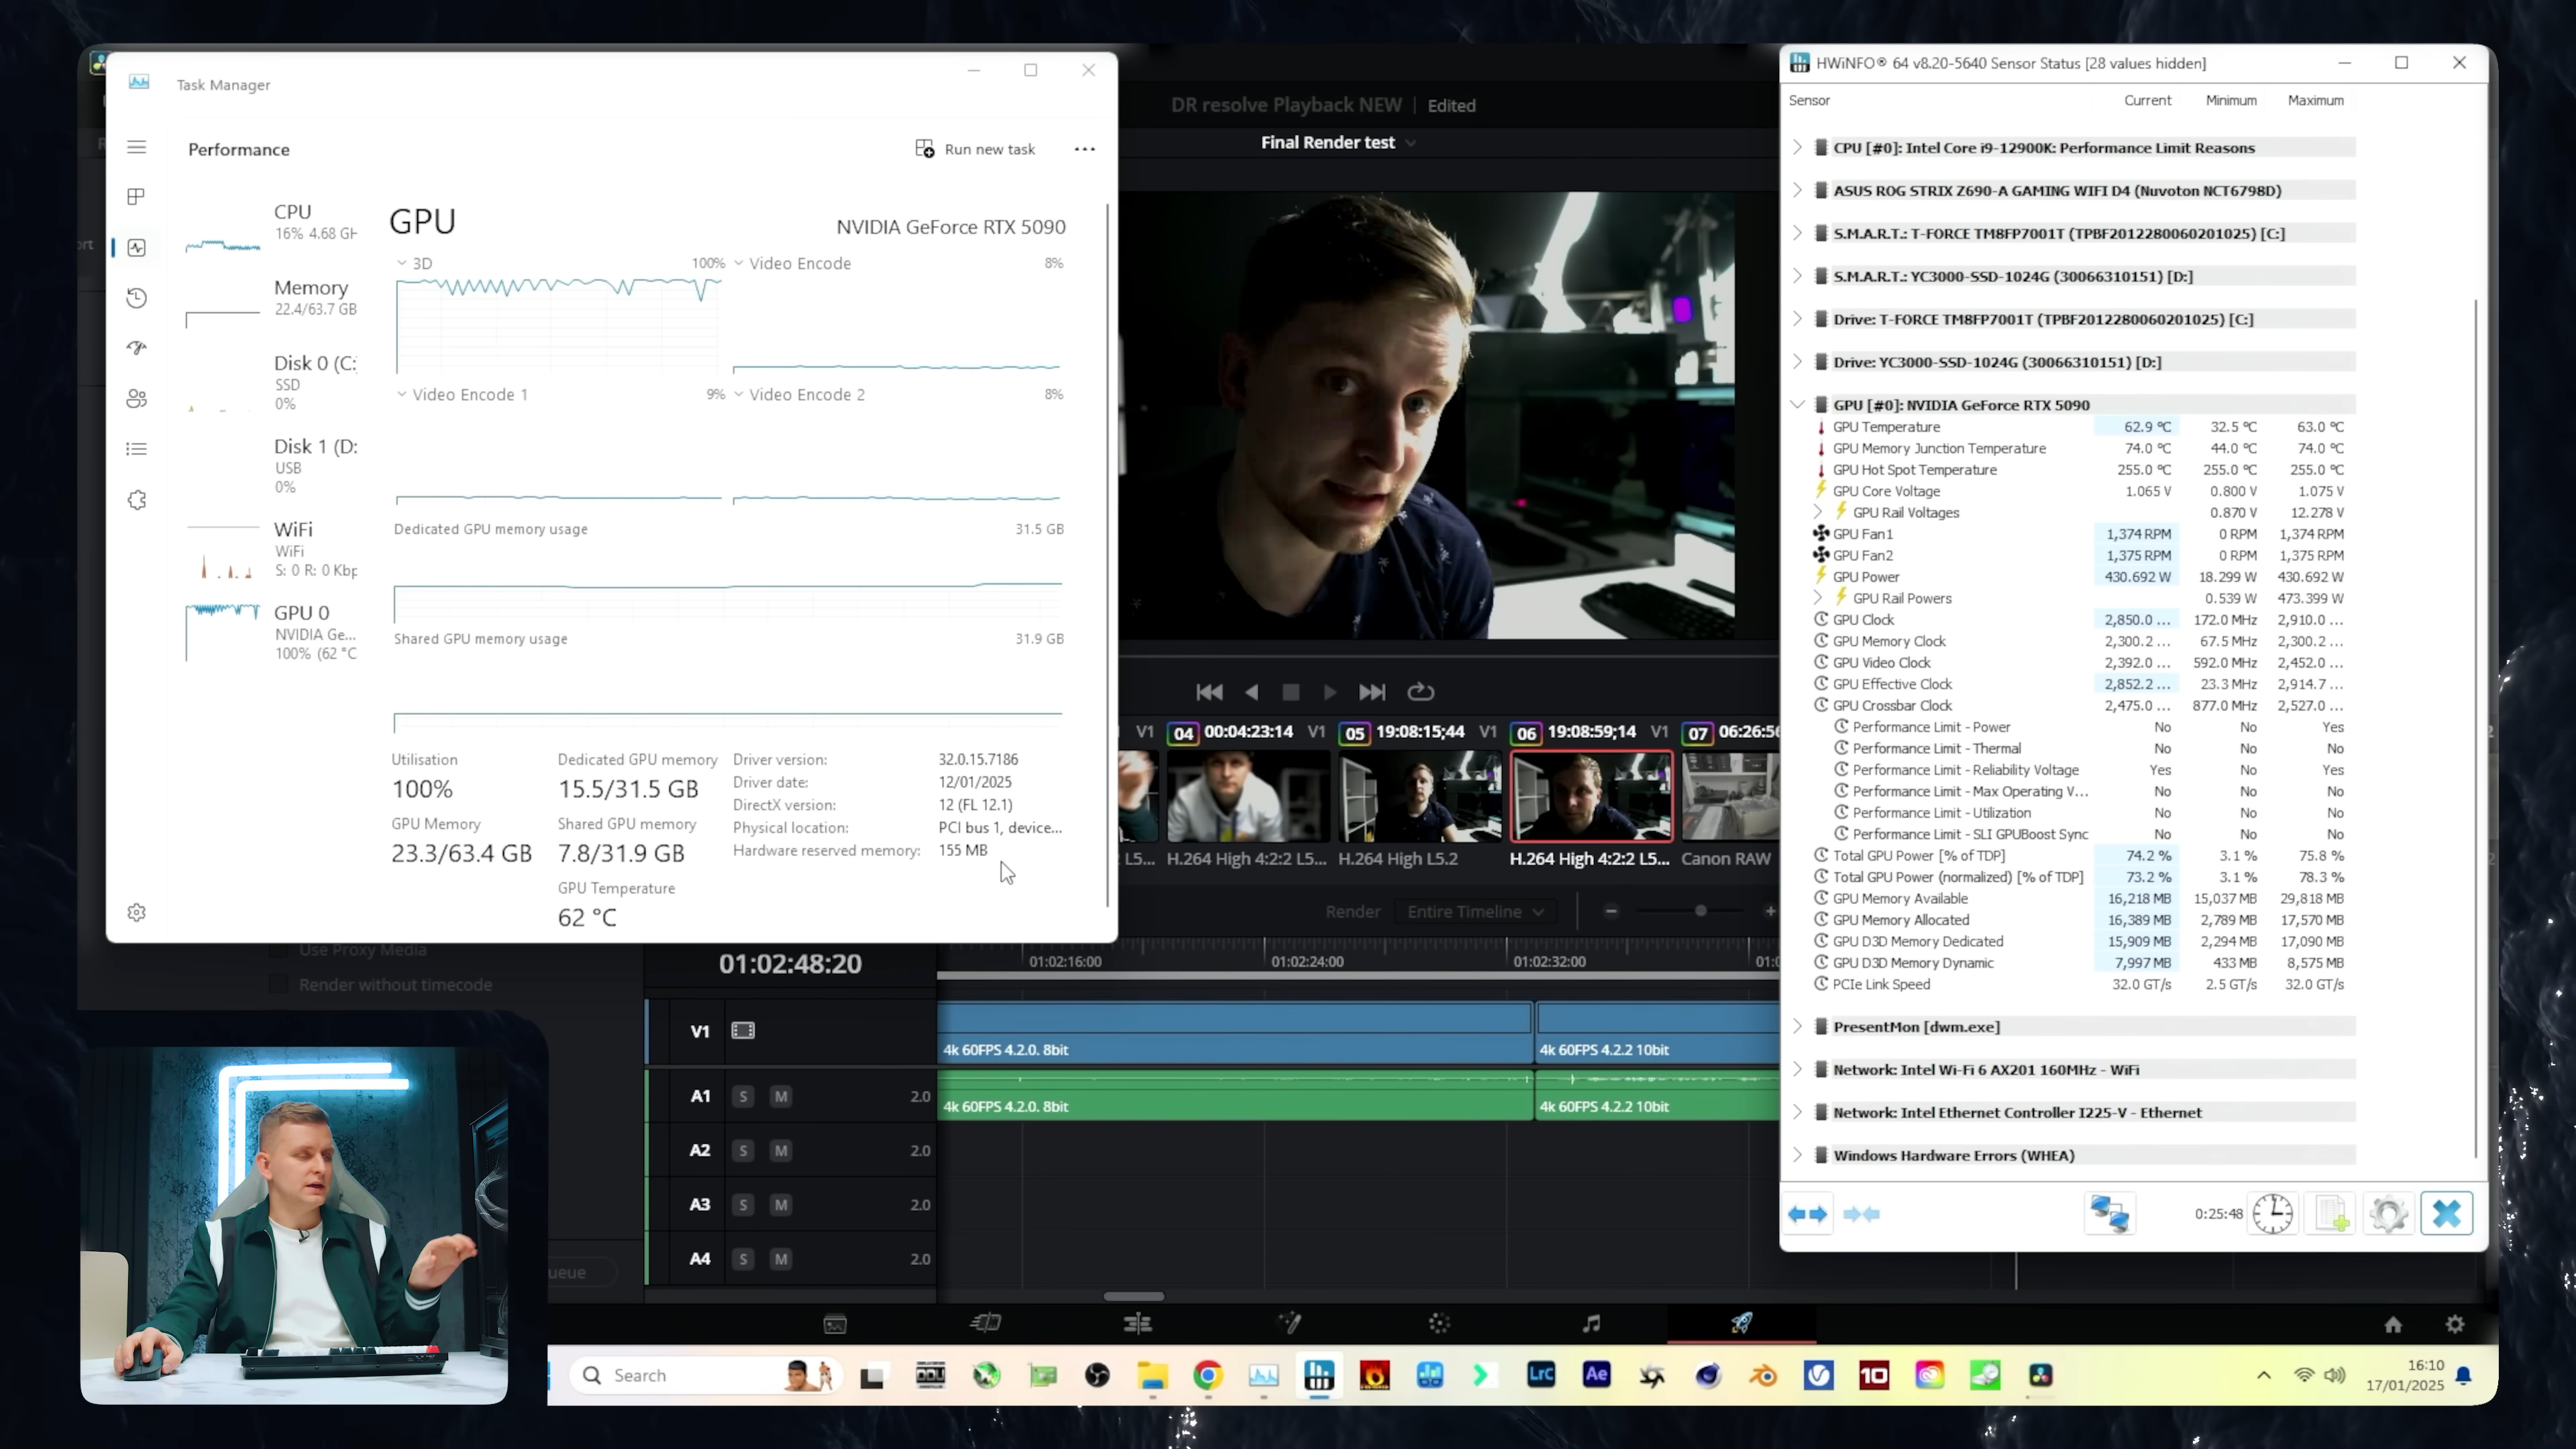 Task Manager
Performance
Run new task
CPU
16% 4.68 GH
Memory
22.4/63.7 GB
Disk 0 (C:
SSD
0%
Disk 1 (D:
USB
0%
WiFi
WiFi
S: 0 R: 0 Kbp
GPU 0
NVIDIA Ge...
100% (62 °C
GPU
NVIDIA GeForce RTX 5090
3D 100%
Video Encode 8%
Video Encode 1 9%
Video Encode 2 8%
Dedicated GPU memory usage 31.5 GB
Shared GPU memory usage 31.9 GB
Utilisation
100%
Dedicated GPU memory
15.5/31.5 GB
GPU Memory
23.3/63.4 GB
Shared GPU memory
7.8/31.9 GB
GPU Temperature
62 °C
Driver version: 32.0.15.7186
Driver date: 12/01/2025
DirectX version: 12 (FL 12.1)
Physical location: PCI bus 1, device...
Hardware reserved memory: 155 MB
DR resolve Playback NEW | Edited
Final Render test
V1 04 00:04:23:14 V1 05 19:08:15;44 V1 06 19:08:59;14 V1 07 06:26:56
L5... H.264 High 4:2:2 L5... H.264 High L5.2 H.264 High 4:2:2 L5... Canon RAW
Render Entire Timeline
Use Proxy Media
Render without timecode
01:02:48:20
01:02:16:00 01:02:24:00 01:02:32:00
V1
4k 60FPS 4.2.0. 8bit 4k 60FPS 4.2.2 10bit
A1 S M 2.0
4k 60FPS 4.2.0. 8bit 4k 60FPS 4.2.2 10bit
A2 S M 2.0
A3 S M 2.0
A4 S M 2.0
ueue
HWiNFO® 64 v8.20-5640 Sensor Status [28 values hidden]
Sensor Current Minimum Maximum
CPU [#0]: Intel Core i9-12900K: Performance Limit Reasons
ASUS ROG STRIX Z690-A GAMING WIFI D4 (Nuvoton NCT6798D)
S.M.A.R.T.: T-FORCE TM8FP7001T (TPBF2012280060201025) [C:]
S.M.A.R.T.: YC3000-SSD-1024G (30066310151) [D:]
Drive: T-FORCE TM8FP7001T (TPBF2012280060201025) [C:]
Drive: YC3000-SSD-1024G (30066310151) [D:]
GPU [#0]: NVIDIA GeForce RTX 5090
GPU Temperature 62.9 °C 32.5 °C 63.0 °C
GPU Memory Junction Temperature 74.0 °C 44.0 °C 74.0 °C
GPU Hot Spot Temperature 255.0 °C 255.0 °C 255.0 °C
GPU Core Voltage 1.065 V 0.800 V 1.075 V
GPU Rail Voltages 0.870 V 12.278 V
GPU Fan1 1,374 RPM 0 RPM 1,374 RPM
GPU Fan2 1,375 RPM 0 RPM 1,375 RPM
GPU Power 430.692 W 18.299 W 430.692 W
GPU Rail Powers 0.539 W 473.399 W
GPU Clock 2,850.0 ... 172.0 MHz 2,910.0 ...
GPU Memory Clock 2,300.2 ... 67.5 MHz 2,300.2 ...
GPU Video Clock 2,392.0 ... 592.0 MHz 2,452.0 ...
GPU Effective Clock 2,852.2 ... 23.3 MHz 2,914.7 ...
GPU Crossbar Clock 2,475.0 ... 877.0 MHz 2,527.0 ...
Performance Limit - Power No No Yes
Performance Limit - Thermal No No No
Performance Limit - Reliability Voltage Yes No Yes
Performance Limit - Max Operating V... No No No
Performance Limit - Utilization No No No
Performance Limit - SLI GPUBoost Sync No No No
Total GPU Power [% of TDP] 74.2 % 3.1 % 75.8 %
Total GPU Power (normalized) [% of TDP] 73.2 % 3.1 % 78.3 %
GPU Memory Available 16,218 MB 15,037 MB 29,818 MB
GPU Memory Allocated 16,389 MB 2,789 MB 17,570 MB
GPU D3D Memory Dedicated 15,909 MB 2,294 MB 17,090 MB
GPU D3D Memory Dynamic 7,997 MB 433 MB 8,575 MB
PCIe Link Speed 32.0 GT/s 2.5 GT/s 32.0 GT/s
PresentMon [dwm.exe]
Network: Intel Wi-Fi 6 AX201 160MHz - WiFi
Network: Intel Ethernet Controller I225-V - Ethernet
Windows Hardware Errors (WHEA)
0:25:48
Search
DDU
LrC
Ae
10
16:10
17/01/2025